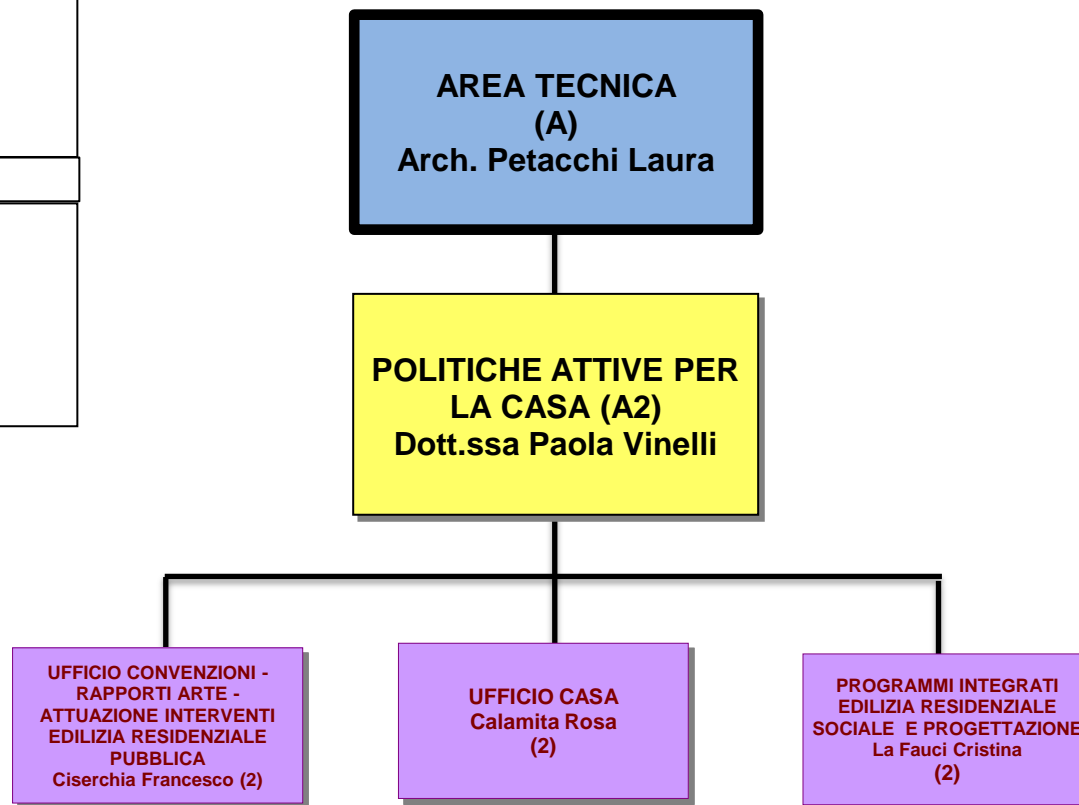 AREA TECNICA
(A)
Arch. Petacchi Laura
POLITICHE ATTIVE PER
LA CASA (A2)
Dott.ssa Paola Vinelli
UFFICIO CONVENZIONI -
RAPPORTI ARTE -
ATTUAZIONE INTERVENTI
EDILIZIA RESIDENZIALE
PUBBLICA
Ciserchia Francesco (2)
UFFICIO CASA
Calamita Rosa
(2)
PROGRAMMI INTEGRATI
EDILIZIA RESIDENZIALE
SOCIALE E PROGETTAZIONE
La Fauci Cristina
(2)